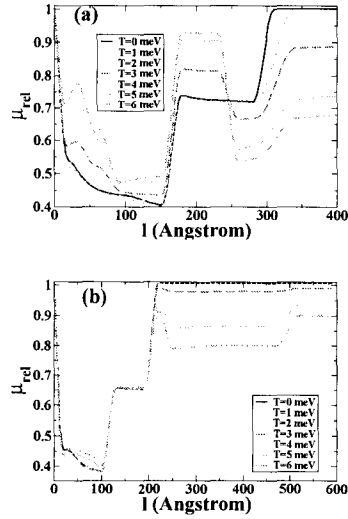 (a)
1
0.9
0.8
0.7
0.6
0.5
0.4
μrel
T=0 meV
T=1 meV
T=2 meV
T=3 meV
T=4 meV
T=5 meV
T=6 meV
0 100 200 300 400
l (Angstrom)
(b)
1
0.9
0.8
0.7
0.6
0.5
0.4
μrel
T=0 meV
T=1 meV
T=2 meV
T=3 meV
T=4 meV
T=5 meV
T=6 meV
0 100 200 300 400 500 600
l (Angstrom)